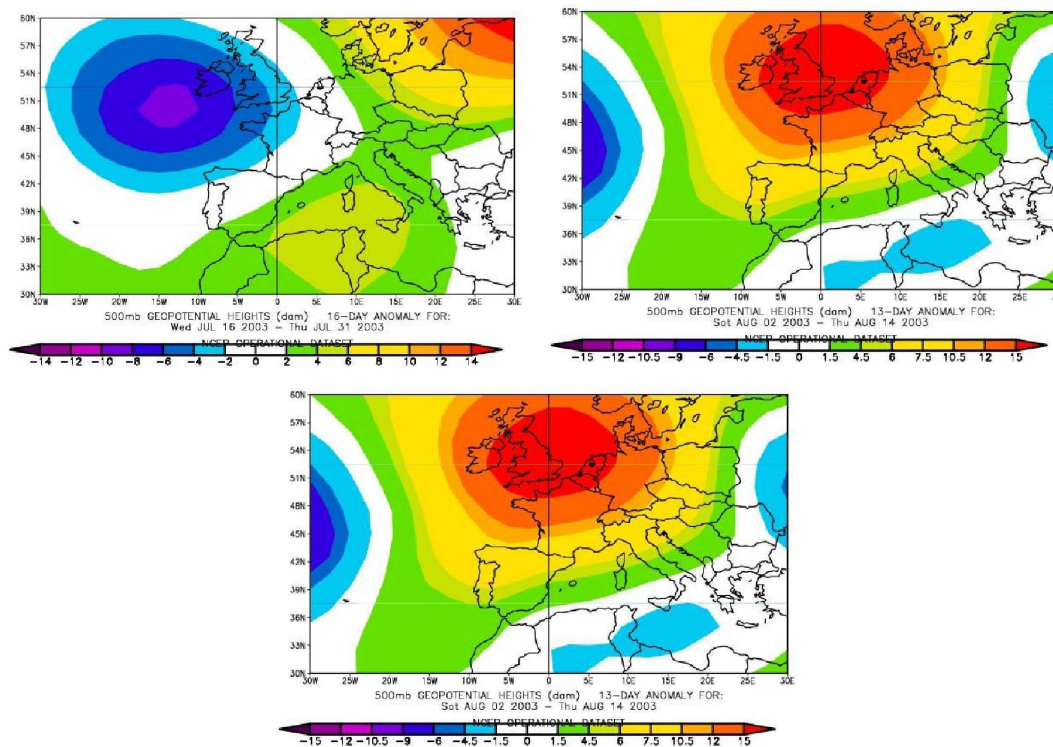 60N
57N
54N
51N
48N
45N
42N
39N
36N
33N
30N
30W 25W 20W 15W 10W 5W 0 5E 10E 15E 20E 25E 30E
500mb GEOPOTENTIAL HEIGHTS (dam) 16-DAY ANOMALY FOR:
Wed JUL 16 2003 – Thu JUL 31 2003
NCEP OPERATIONAL DATASET
-14 -12 -10 -8 -6 -4 -2 0 2 4 6 8 10 12 14
60N
57N
54N
51N
48N
45N
42N
39N
36N
33N
30N
30W 25W 20W 15W 10W 5W 0 5E 10E 15E 20E 25E 30E
500mb GEOPOTENTIAL HEIGHTS (dam) 13-DAY ANOMALY FOR:
Sat AUG 02 2003 – Thu AUG 14 2003
NCEP OPERATIONAL DATASET
-15 -12 -10.5 -9 -6 -4.5 -1.5 0 1.5 4.5 6 7.5 10.5 12 15
60N
57N
54N
51N
48N
45N
42N
39N
36N
33N
30N
30W 25W 20W 15W 10W 5W 0 5E 10E 15E 20E 25E 30E
500mb GEOPOTENTIAL HEIGHTS (dam) 13-DAY ANOMALY FOR:
Sat AUG 02 2003 – Thu AUG 14 2003
NCEP OPERATIONAL DATASET
-15 -12 -10.5 -9 -6 -4.5 -1.5 0 1.5 4.5 6 7.5 10.5 12 15